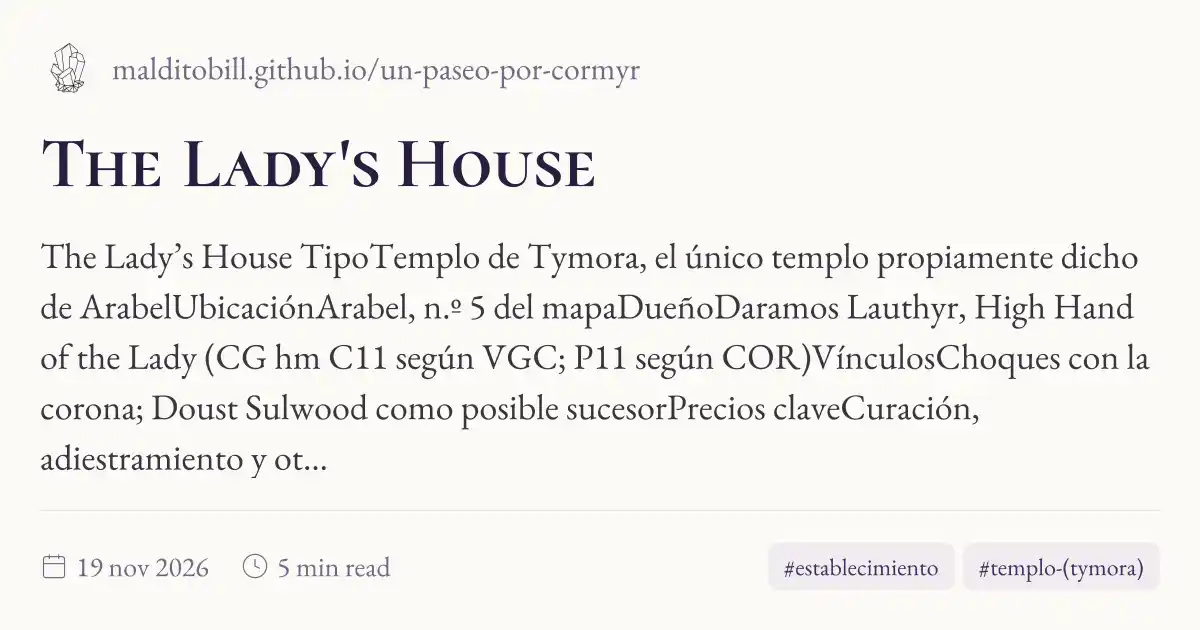 malditobill.github.io/un-paseo-por-cormyr
The Lady's House
The Lady’s House TipoTemplo de Tymora, el único templo propiamente dicho
de ArabelUbicaciónArabel, n.º 5 del mapaDueñoDaramos Lauthyr, High Hand
of the Lady (CG hm C11 según VGC; P11 según COR)VínculosChoques con la
corona; Doust Sulwood como posible sucesorPrecios claveCuración,
adiestramiento y ot...
19 nov 2026
5 min read
#establecimiento
#templo-(tymora)